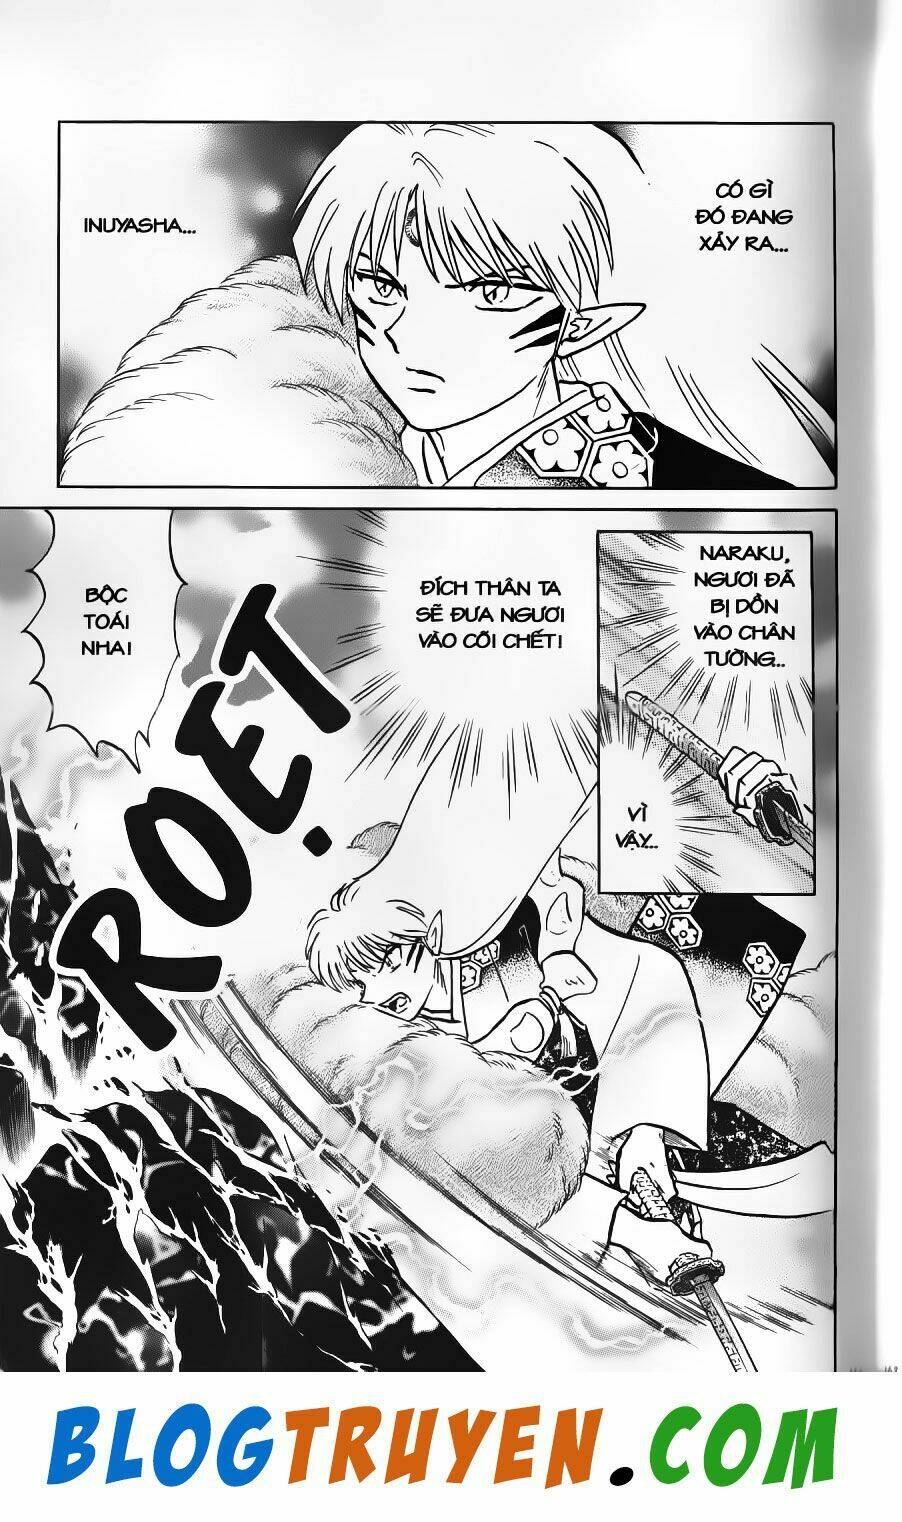 CÓ GÌ
ĐÓ ĐANG
XẢY RA...
INUYASHA...
NARAKU,
NGƯƠI ĐÃ
BỊ DỒN
VÀO CHÂN
TƯỜNG...
VÌ
VẬY...
ĐÍCH THÂN TA
SẼ ĐƯA NGƯƠI
VÀO CÕI CHẾT!
BỘC
TOÁI
NHA!
ROẸT
BLOGTRUYEN.COM